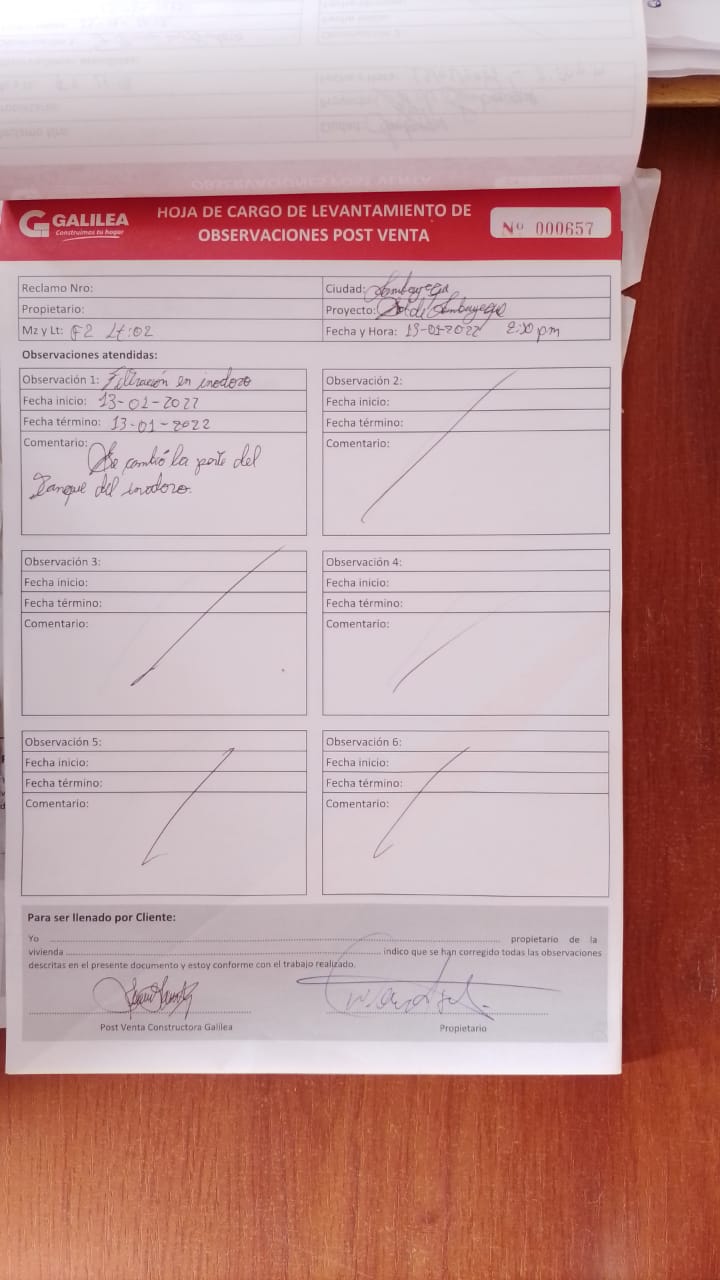 GALILEA
Construimos tu hogar
HOJA DE CARGO DE LEVANTAMIENTO DE
OBSERVACIONES POST VENTA
Nº 000657
Reclamo Nro:
Ciudad: Lambayeque
Propietario:
Proyecto: Sol de Lambayeque
Mz y Lt: F2 Lt:02
Fecha y Hora: 13-01-2022 2:30 pm
Observaciones atendidas:
Observación 1: Filtración en inodoro
Fecha inicio: 13-01-2022
Fecha término: 13-01-2022
Comentario: Se cambió la parte del
Tanque del inodoro.
Observación 2:
Fecha inicio:
Fecha término:
Comentario:
Observación 3:
Fecha inicio:
Fecha término:
Comentario:
Observación 4:
Fecha inicio:
Fecha término:
Comentario:
Observación 5:
Fecha inicio:
Fecha término:
Comentario:
Observación 6:
Fecha inicio:
Fecha término:
Comentario:
Para ser llenado por Cliente:
Yo propietario de la
vivienda indico que se han corregido todas las observaciones
descritas en el presente documento y estoy conforme con el trabajo realizado.
Post Venta Constructora Galilea
Propietario